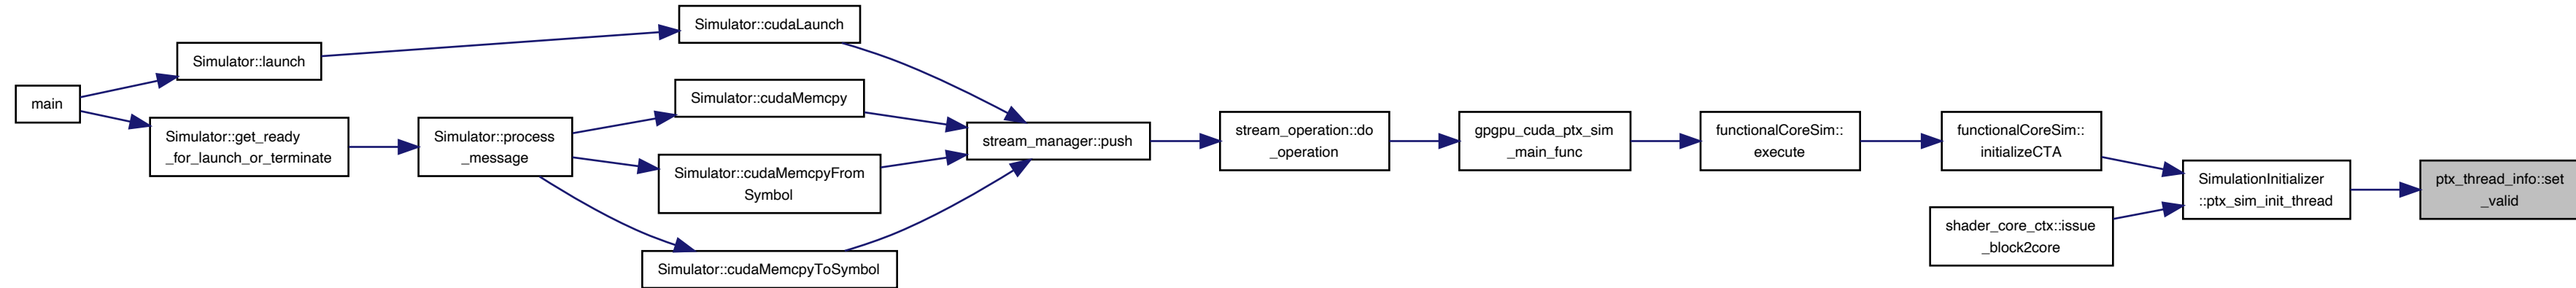 main
Simulator::launch
Simulator::get_ready
_for_launch_or_terminate
Simulator::process
_message
Simulator::cudaLaunch
Simulator::cudaMemcpy
Simulator::cudaMemcpyFrom
Symbol
Simulator::cudaMemcpyToSymbol
stream_manager::push
stream_operation::do
_operation
gpgpu_cuda_ptx_sim
_main_func
functionalCoreSim::
execute
functionalCoreSim::
initializeCTA
shader_core_ctx::issue
_block2core
SimulationInitializer
::ptx_sim_init_thread
ptx_thread_info::set
_valid